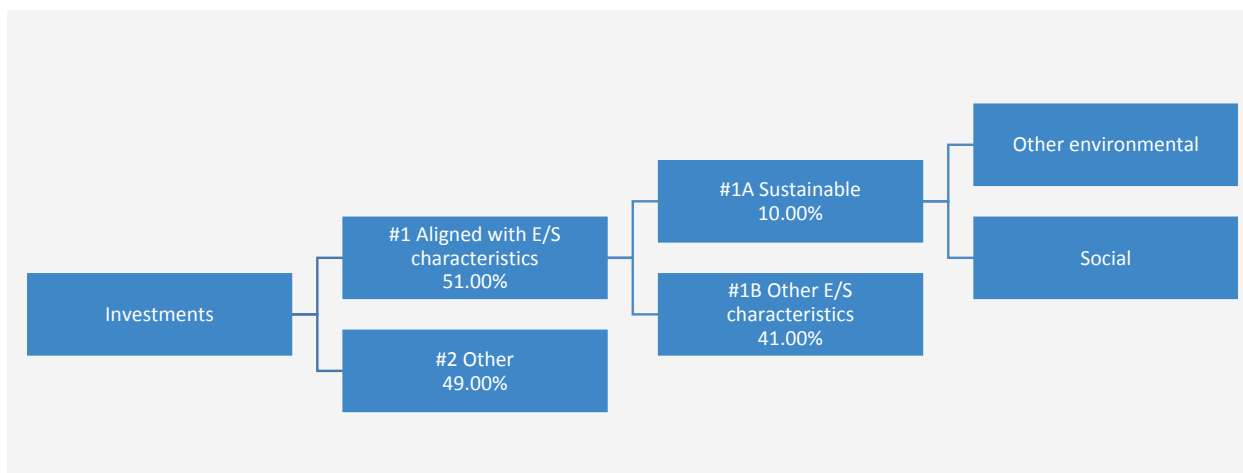 Investments
#1 Aligned with E/S
characteristics
51.00%
#2 Other
49.00%
#1A Sustainable
10.00%
#1B Other E/S
characteristics
41.00%
Other environmental
Social